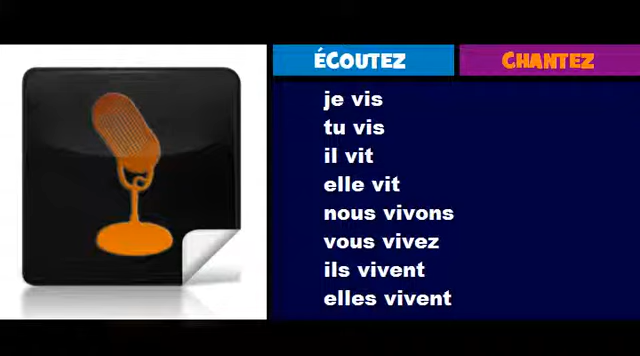 ÉCOUTEZ CHANTEZ
je vis
tu vis
il vit
elle vit
nous vivons
vous vivez
ils vivent
elles vivent